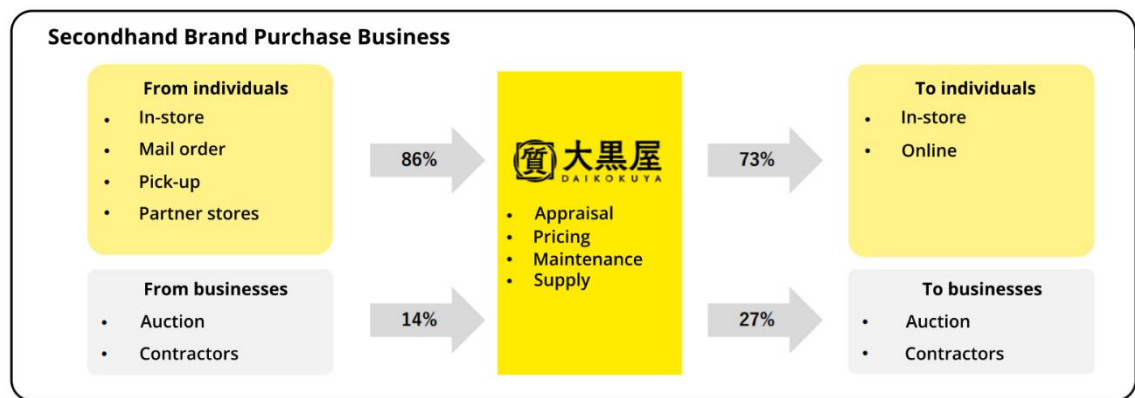 Secondhand Brand Purchase Business
From individuals
• In-store
• Mail order
• Pick-up
• Partner stores
86%
質 大黒屋
DAIKOKUYA
• Appraisal
• Pricing
• Maintenance
• Supply
73%
To individuals
• In-store
• Online
From businesses
• Auction
• Contractors
14%
27%
To businesses
• Auction
• Contractors